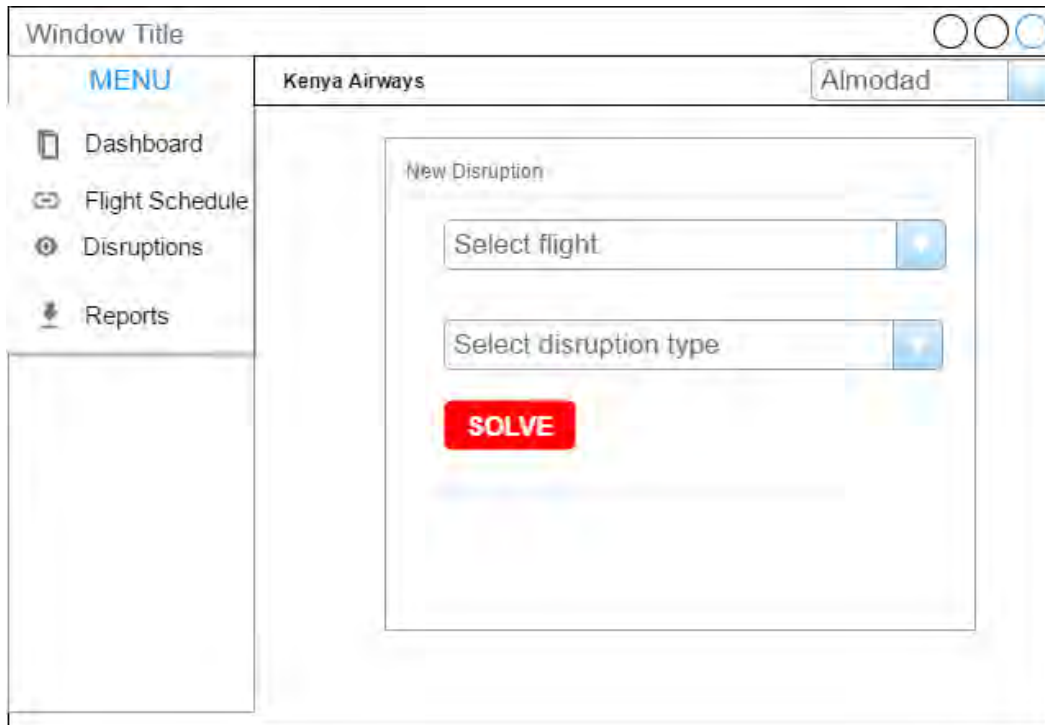 Window Title
MENU
Kenya Airways
Almodad
Dashboard
Flight Schedule
Disruptions
Reports
New Disruption
Select flight
Select disruption type
SOLVE